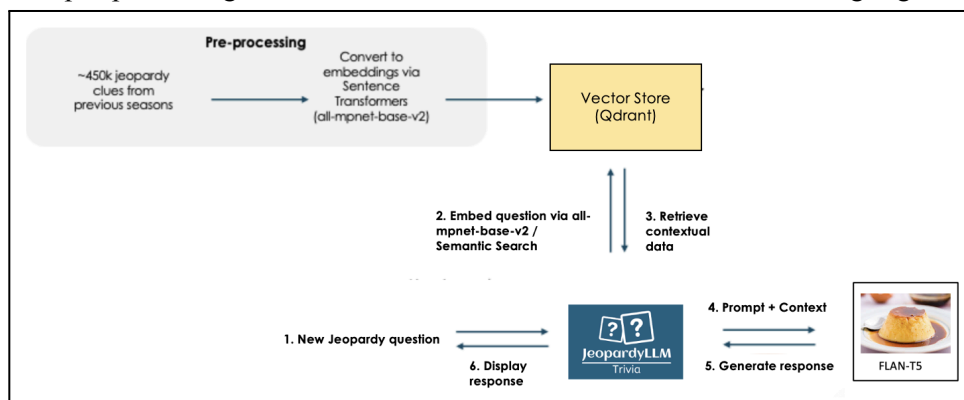 Pre-processing
~450k jeopardy
clues from
previous seasons
Convert to
embeddings via
Sentence
Transformers
(all-mpnet-base-v2)
Vector Store
(Qdrant)
2. Embed question via all-
mpnet-base-v2 /
Semantic Search
3. Retrieve
contextual
data
1. New Jeopardy question
6. Display
response
? ?
JeopardyLLM
Trivia
4. Prompt + Context
5. Generate response
FLAN-T5